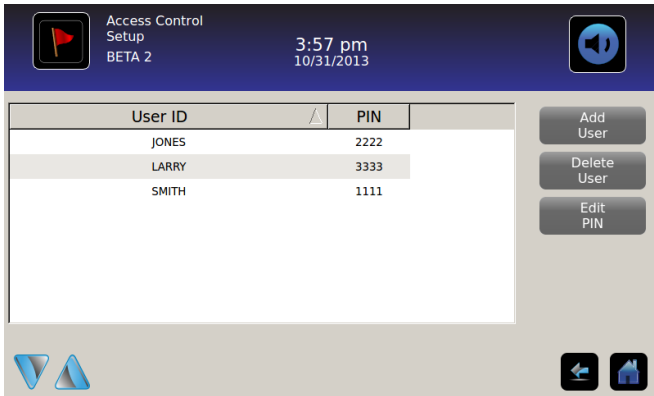 Access Control
Setup
BETA 2
3:57 pm
10/31/2013
User ID PIN
JONES 2222
LARRY 3333
SMITH 1111
Add
User
Delete
User
Edit
PIN